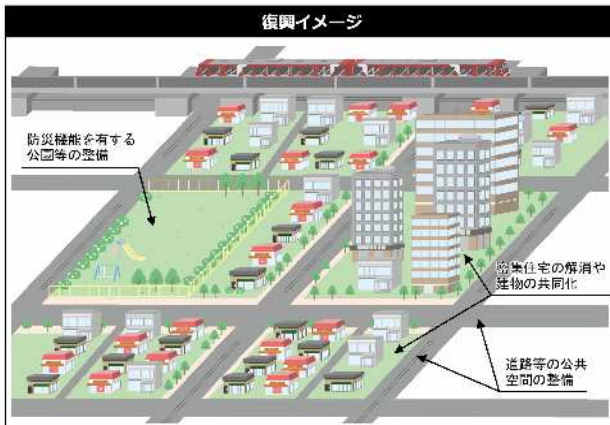 復興イメージ
防災機能を有する
公園等の整備
密集住宅の解消や
建物の共同化
道路等の公共
空間の整備